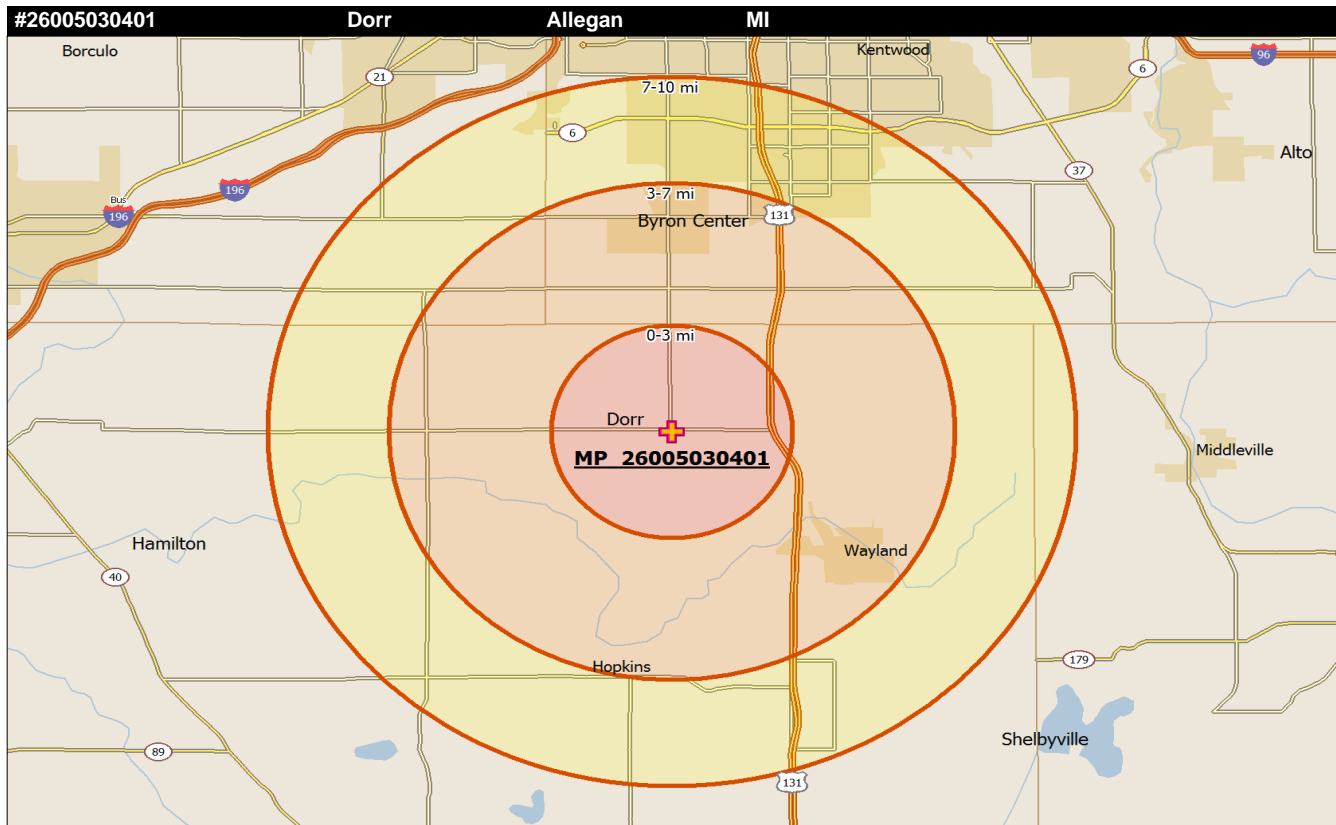 #26005030401 Dorr Allegan MI
Borculo
Kentwood
96
21
6
7-10 mi
6
Alto
37
Bus
196
196
3-7 mi
Byron Center
131
0-3 mi
Dorr
MP 26005030401
Middleville
Hamilton
Wayland
40
Hopkins
179
Shelbyville
89
131